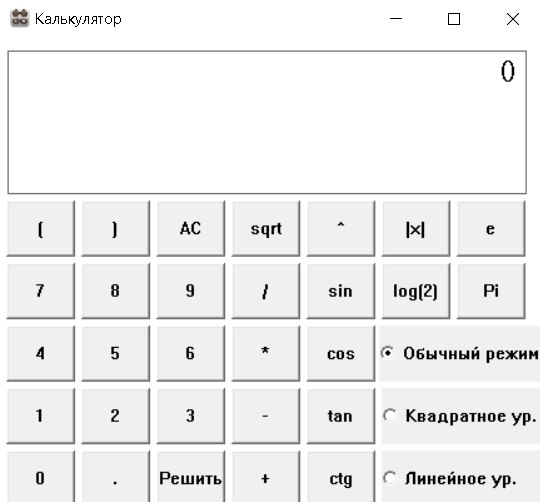 Калькулятор
0
( ) AC sqrt ^ |x| e
7 8 9 / sin log(2) Pi
4 5 6 * cos Обычный режим
1 2 3 - tan Квадратное ур.
0 . Решить + ctg Линейное ур.